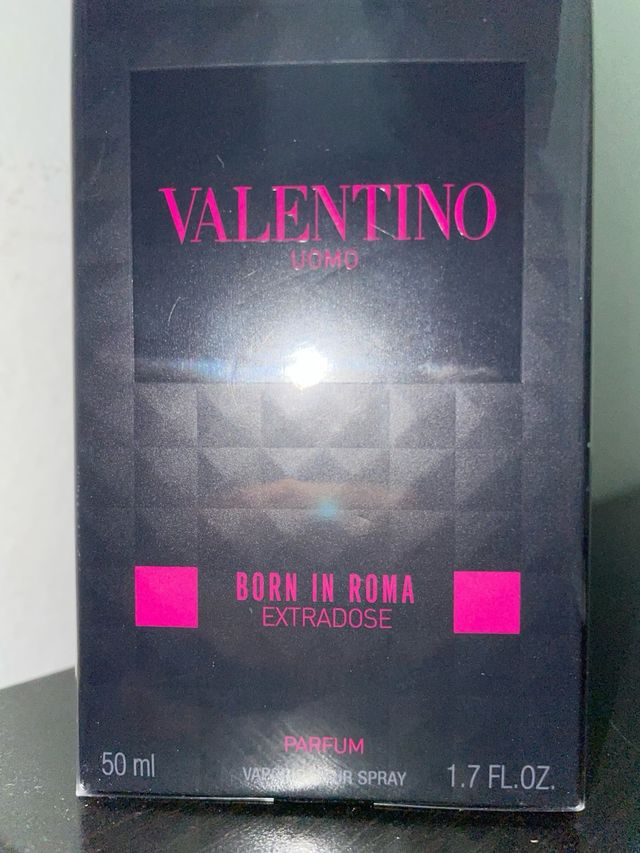 VALENTINO
UOMO
BORN IN ROMA
EXTRADOSE
PARFUM
50 ml
SPRAY
1.7 FL.OZ.